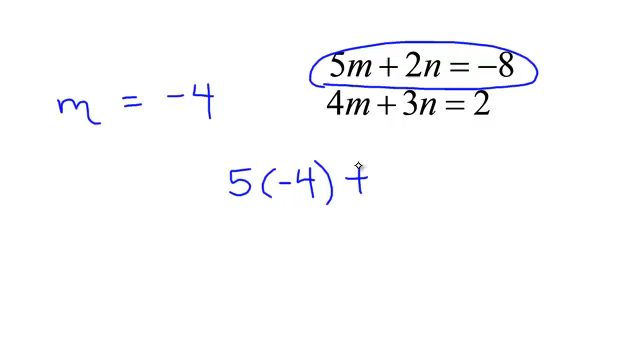 5m + 2n = −8
m = -4
4m + 3n = 2
5(-4) +